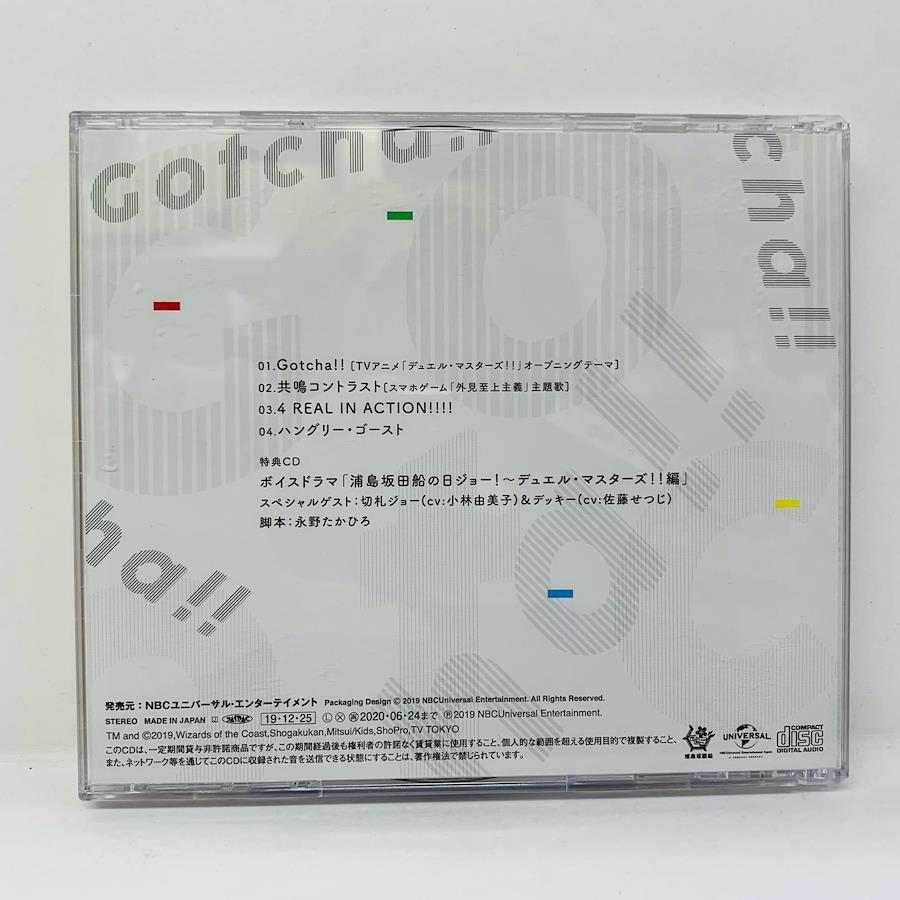 Gotcha!!
cha!!
01.Gotcha!! [TVアニメ「デュエル・マスターズ!!」オープニングテーマ]
02.共鳴コントラスト[スマホゲーム「外見至上主義」主題歌]
03.4 REAL IN ACTION!!!!
04.ハングリー・ゴースト
特典CD
ボイスドラマ「浦島坂田船の日ジョー!〜デュエル・マスターズ!!編」
スペシャルゲスト:切札ジョー(cv:小林由美子)&デッキー(cv:佐藤せつじ)
脚本:永野たかひろ
ha!!
発売元:NBCユニバーサル・エンターテイメント Packaging Design © 2019 NBCUniversal Entertainment. All Rights Reserved.
STEREO MADE IN JAPAN 19・12・25 Ⓛ 2020・06・24まで ℗2019 NBCUniversal Entertainment.
TM and ©2019,Wizards of the Coast,Shogakukan,Mitsui/Kids,ShoPro,TV TOKYO
このCDは、一定期間貸与非許諾商品ですが、この期間経過後も権利者の許諾なく賃貸業に使用すること、個人的な範囲を超える使用目的で複製すること、
また、ネットワーク等を通じてこのCDに収録された音を送信できる状態にすることは、著作権法で禁じられています。
浦島坂田船
UNIVERSAL
COMPACT
disc
DIGITAL AUDIO